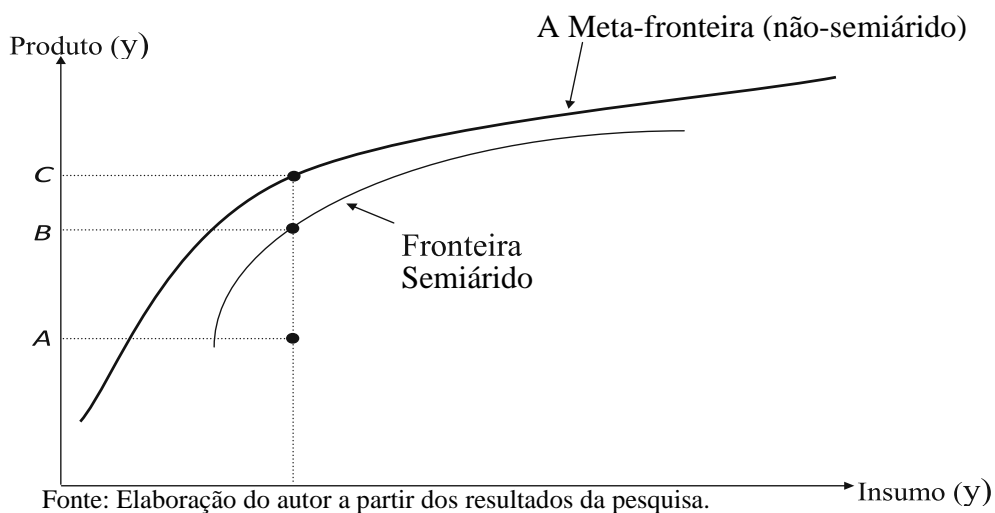 A Meta-fronteira (não-semiárido)
Produto (y)
C
B
Fronteira
Semiárido
A
Insumo (y)
Fonte: Elaboração do autor a partir dos resultados da pesquisa.